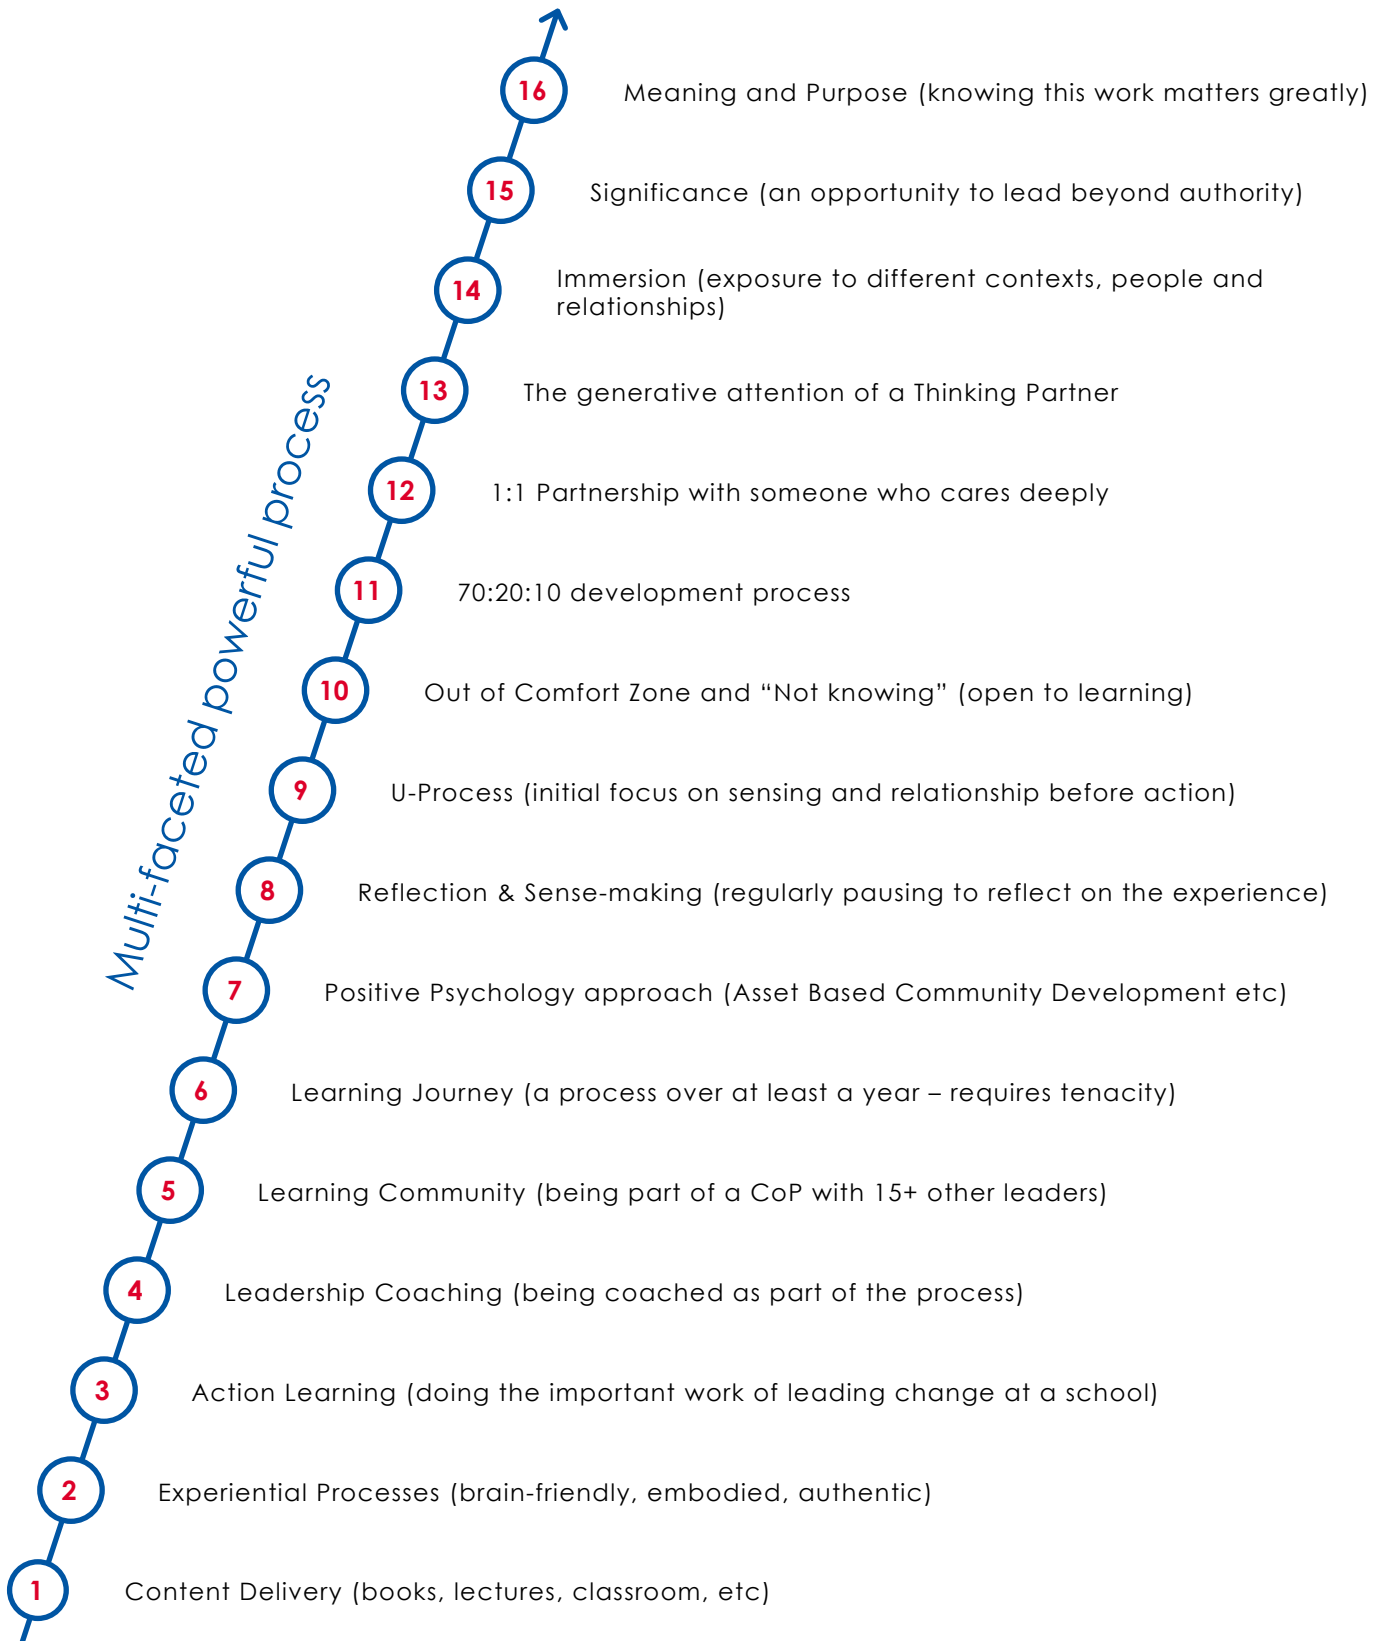 16
Meaning and Purpose (knowing this work matters greatly)
15
Significance (an opportunity to lead beyond authority)
14
Immersion (exposure to different contexts, people and
relationships)
13
The generative attention of a Thinking Partner
12
1:1 Partnership with someone who cares deeply
11
70:20:10 development process
10
Out of Comfort Zone and “Not knowing” (open to learning)
9
U-Process (initial focus on sensing and relationship before action)
8
Reflection & Sense-making (regularly pausing to reflect on the experience)
7
Positive Psychology approach (Asset Based Community Development etc)
6
Learning Journey (a process over at least a year – requires tenacity)
5
Learning Community (being part of a CoP with 15+ other leaders)
4
Leadership Coaching (being coached as part of the process)
3
Action Learning (doing the important work of leading change at a school)
2
Experiential Processes (brain-friendly, embodied, authentic)
1
Content Delivery (books, lectures, classroom, etc)
Multi-faceted powerful process